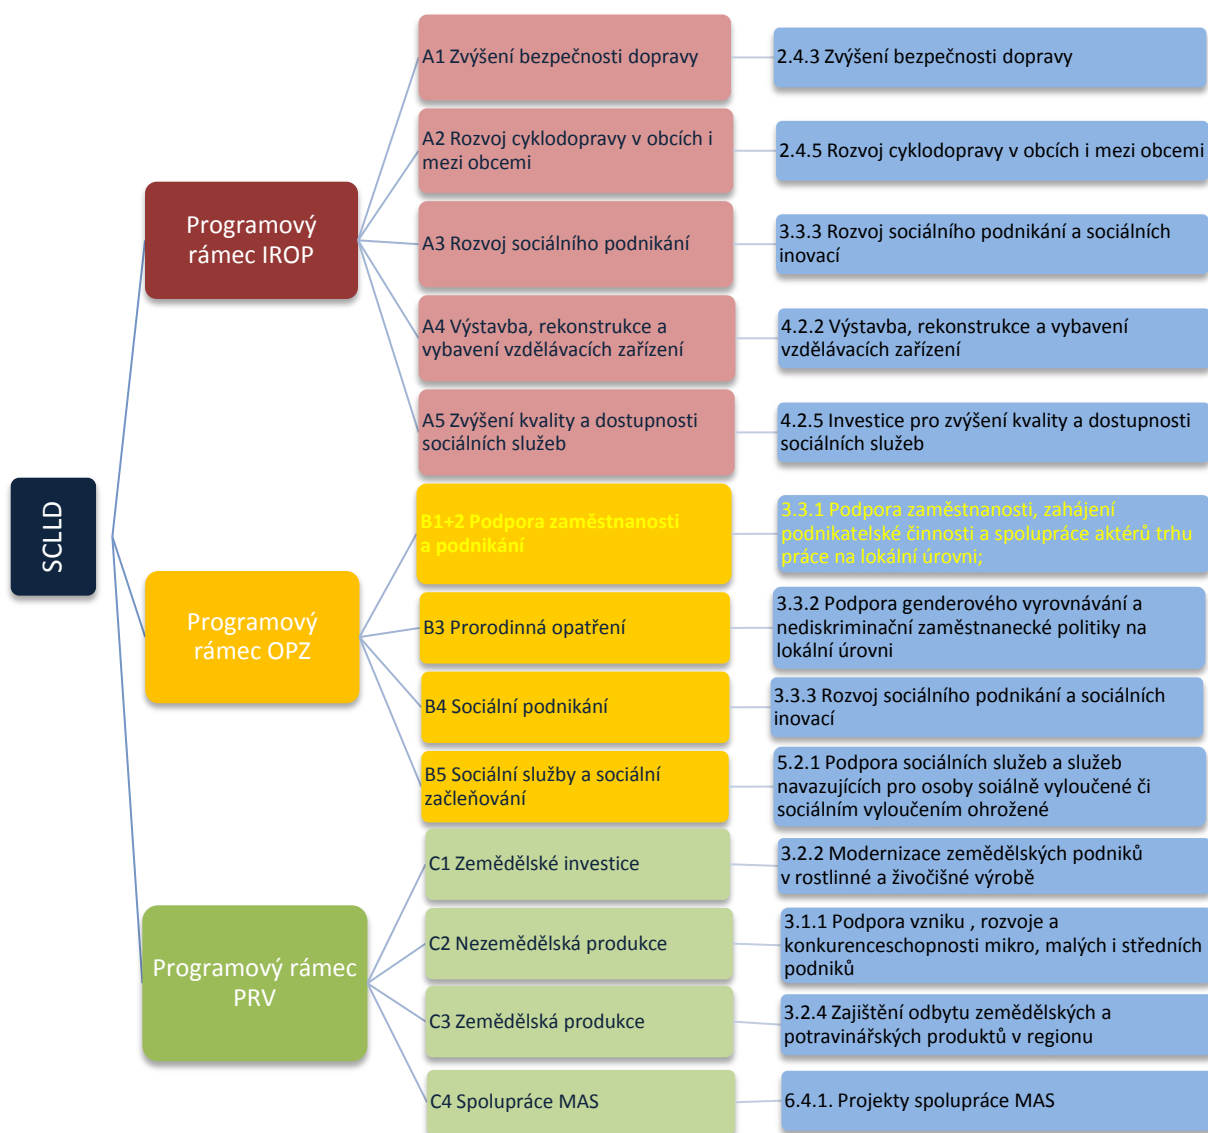 SCLLD
Programový
rámec IROP
A1 Zvýšení bezpečnosti dopravy
2.4.3 Zvýšení bezpečnosti dopravy
A2 Rozvoj cyklodopravy v obcích i
mezi obcemi
2.4.5 Rozvoj cyklodopravy v obcích i mezi obcemi
A3 Rozvoj sociálního podnikání
3.3.3 Rozvoj sociálního podnikání a sociálních
inovací
A4 Výstavba, rekonstrukce a
vybavení vzdělávacích zařízení
4.2.2 Výstavba, rekonstrukce a vybavení
vzdělávacích zařízení
A5 Zvýšení kvality a dostupnosti
sociálních služeb
4.2.5 Investice pro zvýšení kvality a dostupnosti
sociálních služeb
Programový
rámec OPZ
B1+2 Podpora zaměstnanosti
a podnikání
3.3.1 Podpora zaměstnanosti, zahájení
podnikatelské činnosti a spolupráce aktérů trhu
práce na lokální úrovni;
B3 Prorodinná opatření
3.3.2 Podpora genderového vyrovnávání a
nediskriminační zaměstnanecké politiky na
lokální úrovni
B4 Sociální podnikání
3.3.3 Rozvoj sociálního podnikání a sociálních
inovací
B5 Sociální služby a sociální
začleňování
5.2.1 Podpora sociálních služeb a služeb
navazujících pro osoby soiálně vyloučené či
sociálním vyloučením ohrožené
Programový rámec
PRV
C1 Zemědělské investice
3.2.2 Modernizace zemědělských podniků
v rostlinné a živočišné výrobě
C2 Nezemědělská produkce
3.1.1 Podpora vzniku , rozvoje a
konkurenceschopnosti mikro, malých i středních
podniků
C3 Zemědělská produkce
3.2.4 Zajištění odbytu zemědělských a
potravinářských produktů v regionu
C4 Spolupráce MAS
6.4.1. Projekty spolupráce MAS